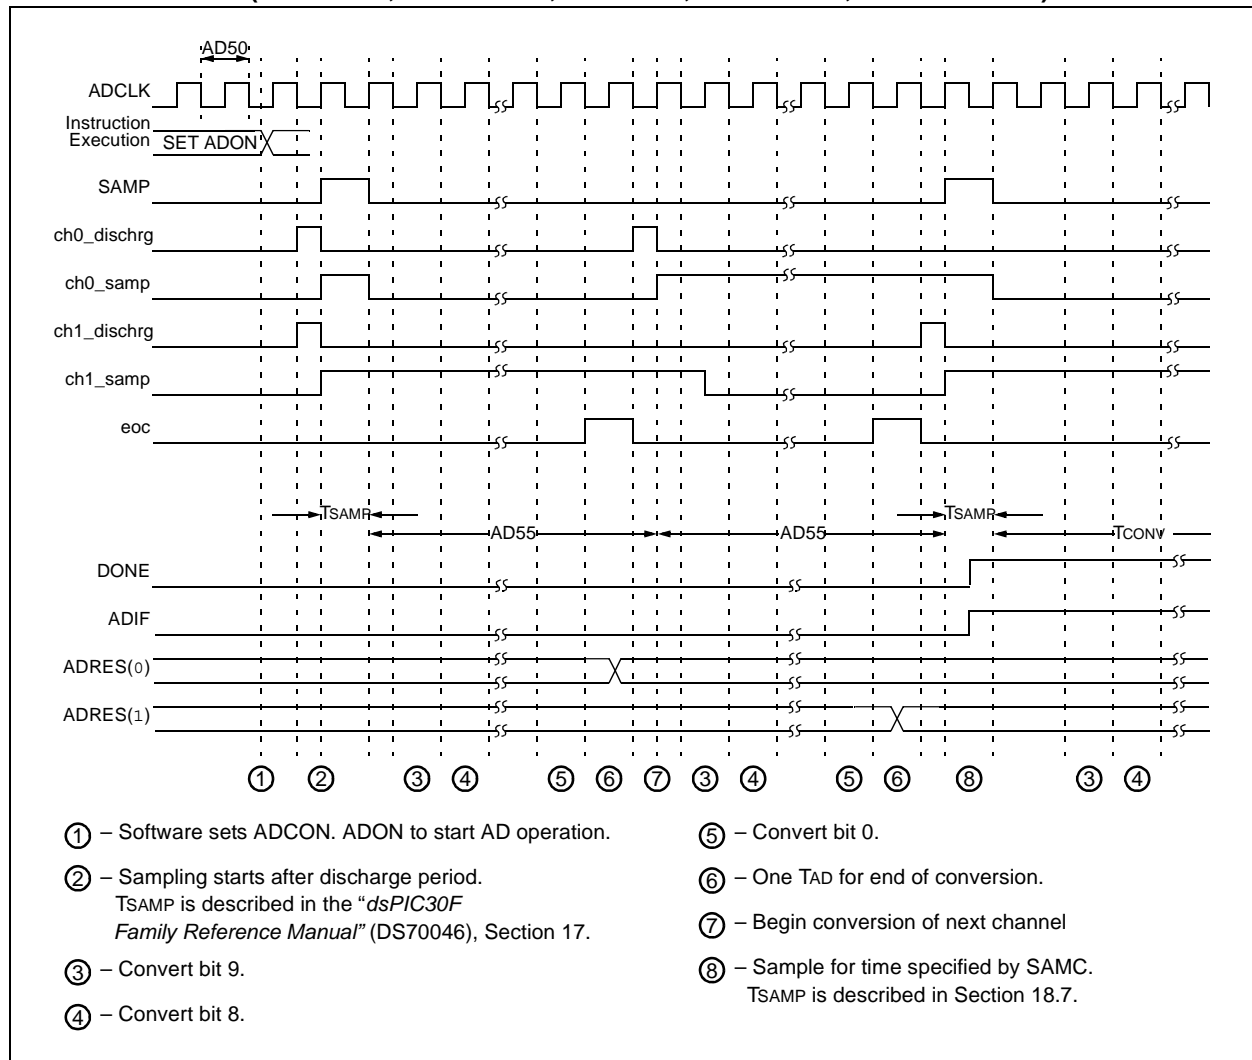 AD50
ADCLK
Instruction
Execution
SET ADON
SAMP
ch0_dischrg
ch0_samp
ch1_dischrg
ch1_samp
eoc
TSAMP
TSAMP
AD55
AD55
TCONV
DONE
ADIF
ADRES(0)
ADRES(1)
1 2 3 4 5 6 7 3 4 5 6 8 3 4
1 – Software sets ADCON. ADON to start AD operation.
2 – Sampling starts after discharge period.
TSAMP is described in the “dsPIC30F
Family Reference Manual” (DS70046), Section 17.
3 – Convert bit 9.
4 – Convert bit 8.
5 – Convert bit 0.
6 – One TAD for end of conversion.
7 – Begin conversion of next channel
8 – Sample for time specified by SAMC.
TSAMP is described in Section 18.7.